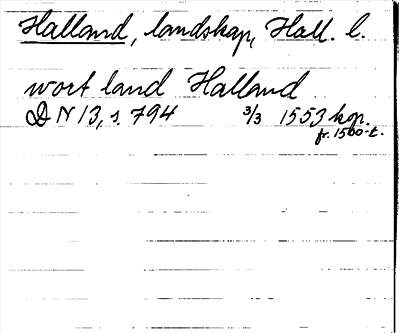 Halland, landskap, Hall. l.
wort land Halland
DN 13, s. 794 3/3 1553 kop.
fr. 1500-t.